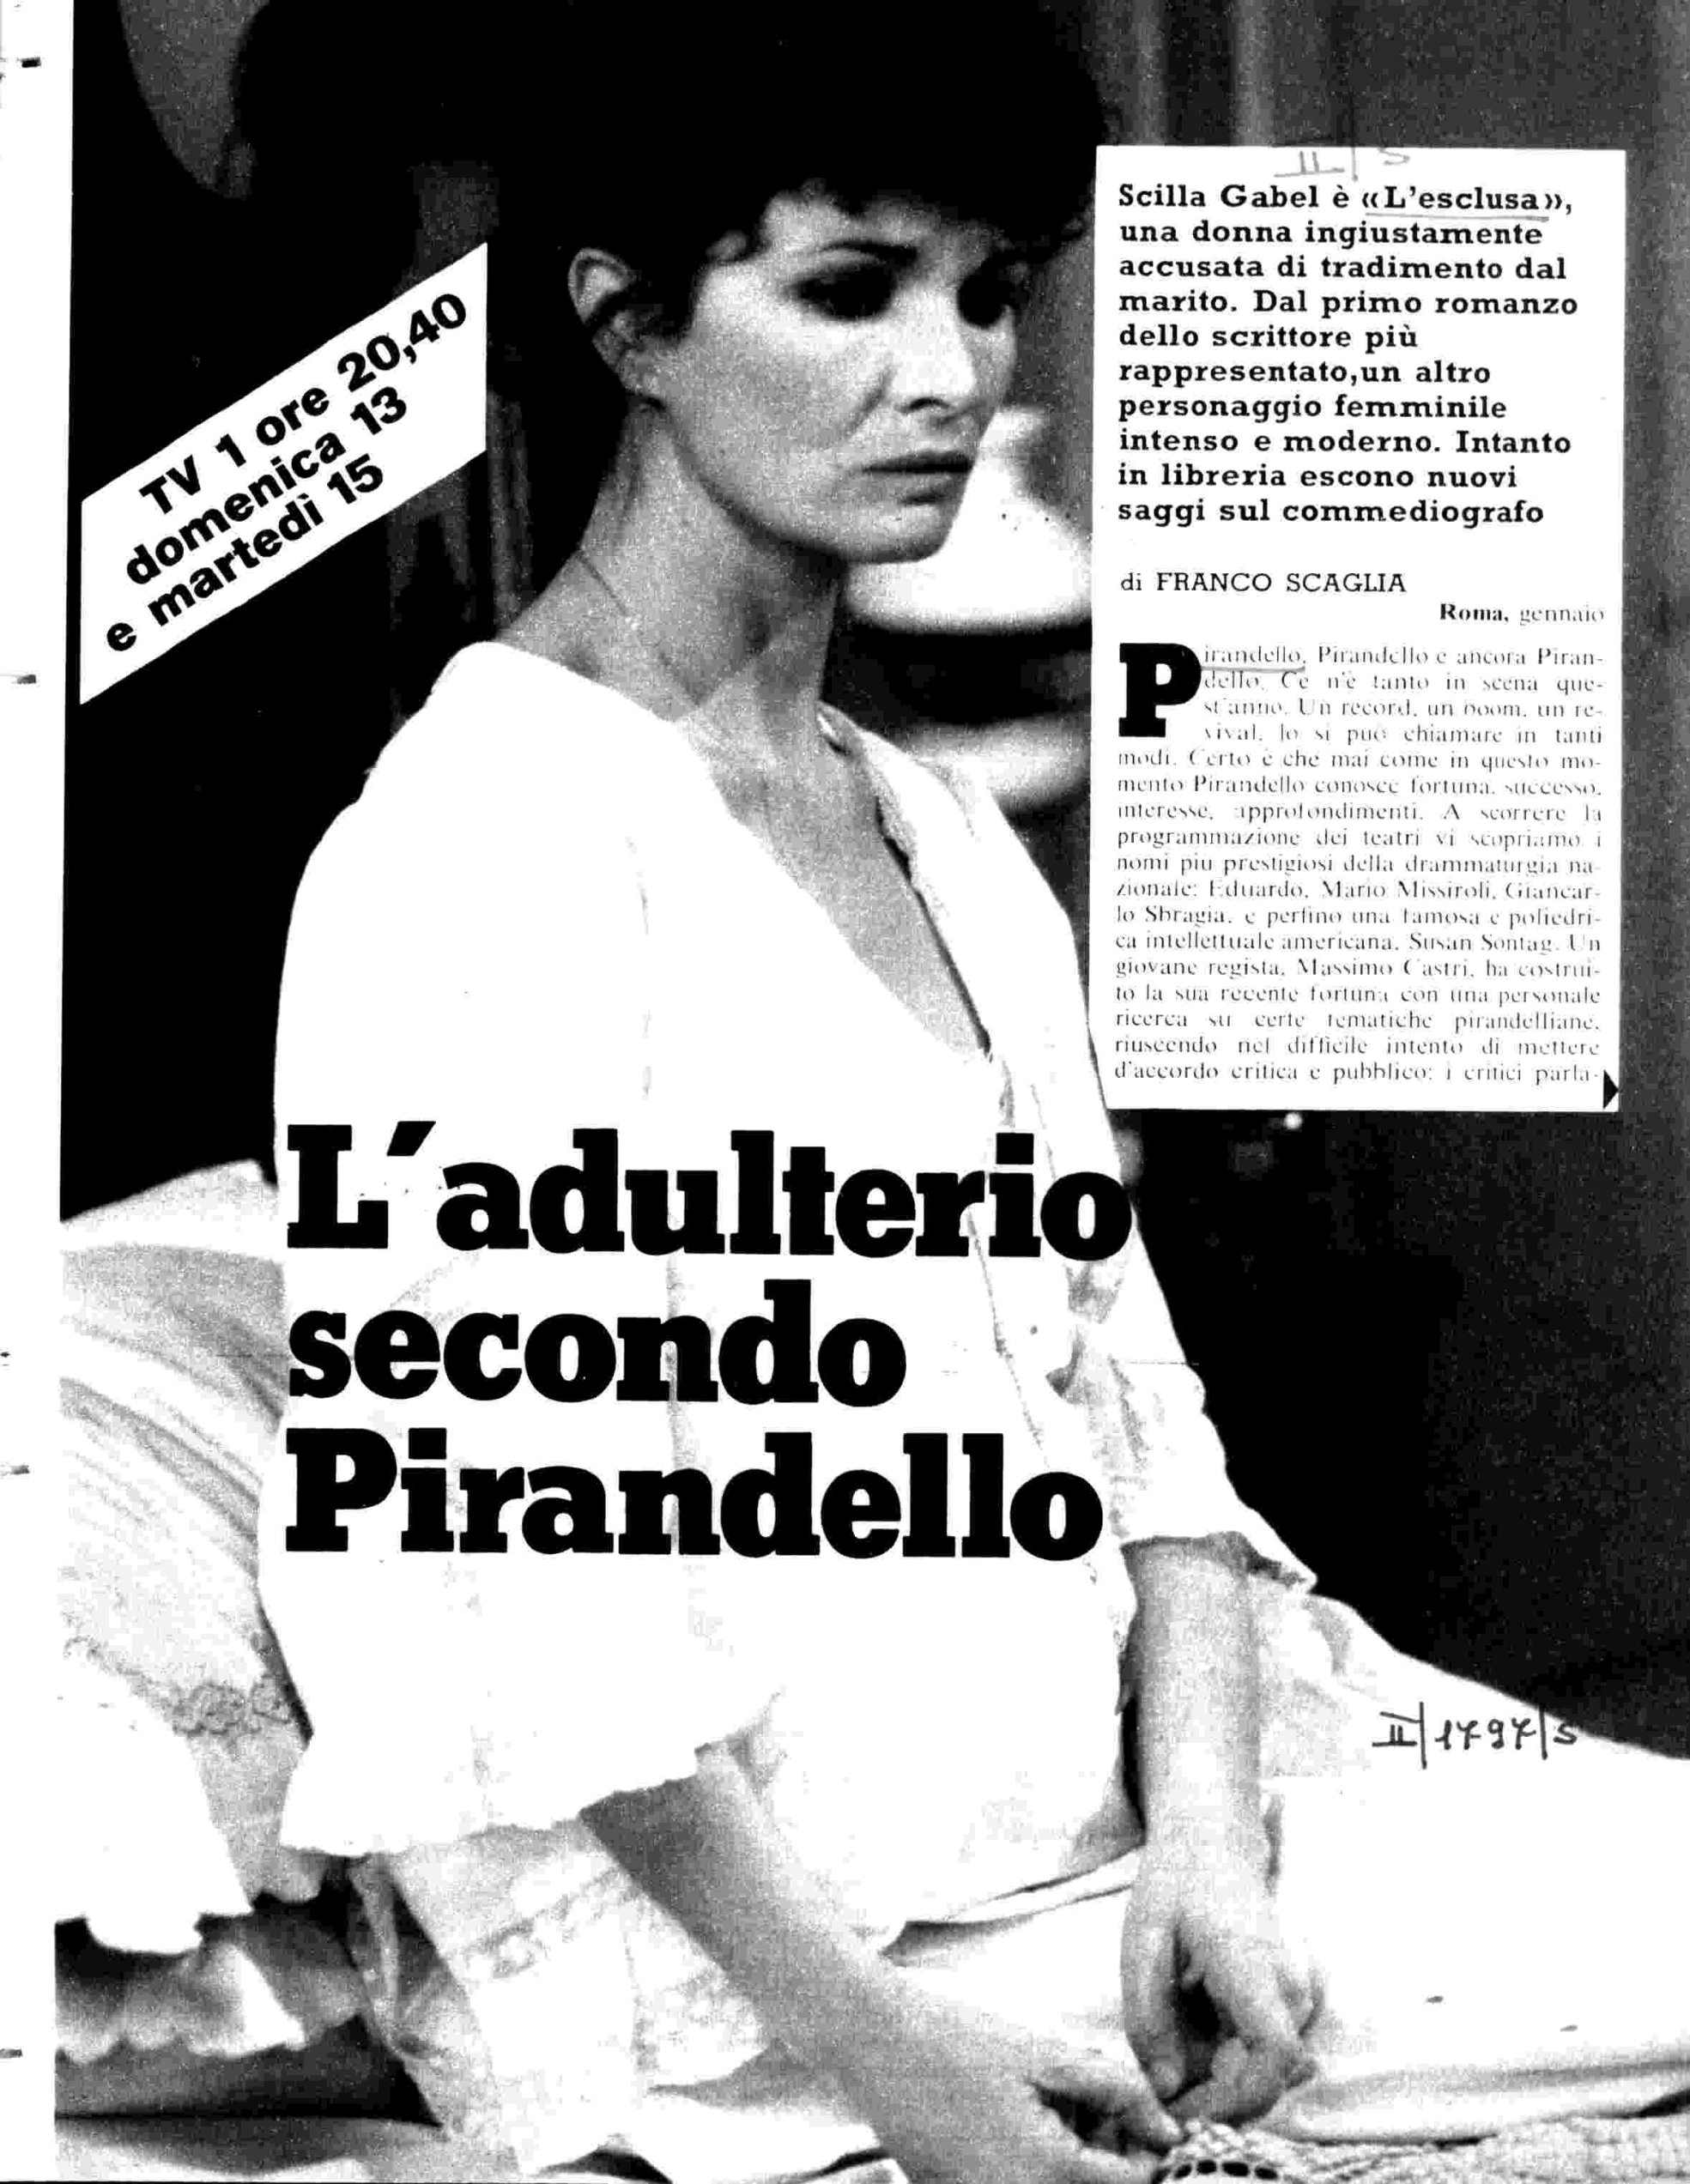 TV 1 ore 20,40
domenica 13
e martedì 15
II/S
Scilla Gabel è «L'esclusa»,
una donna ingiustamente
accusata di tradimento dal
marito. Dal primo romanzo
dello scrittore più
rappresentato,un altro
personaggio femminile
intenso e moderno. Intanto
in libreria escono nuovi
saggi sul commediografo
di FRANCO SCAGLIA
Roma, gennaio
Pirandello, Pirandello e ancora Piran-
dello. Ce n'è tanto in scena que-
st'anno. Un record, un boom, un re-
vival, lo si può chiamare in tanti
modi. Certo è che mai come in questo mo-
mento Pirandello conosce fortuna, successo,
interesse, approfondimenti. A scorrere la
programmazione dei teatri vi scopriamo i
nomi più prestigiosi della drammaturgia na-
zionale: Eduardo, Mario Missiroli, Giancar-
lo Sbragia, e perfino una famosa e poliedri-
ca intellettuale americana, Susan Sontag. Un
giovane regista, Massimo Castri, ha costrui-
to la sua recente fortuna con una personale
ricerca su certe tematiche pirandelliane,
riuscendo nel difficile intento di mettere
d'accordo critica e pubblico: i critici parla-
L'adulterio
secondo
Pirandello
II/1797/S